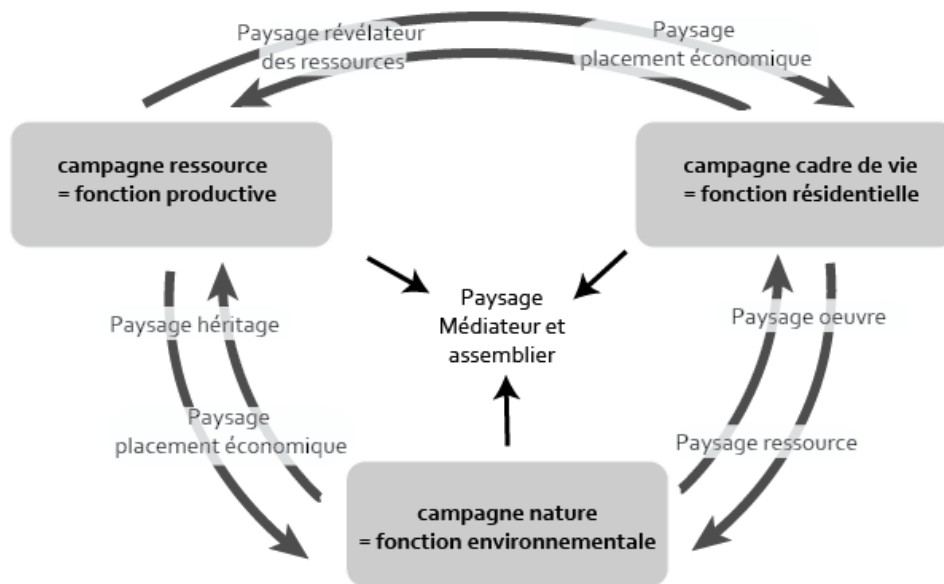 Paysage révélateur
des ressources
Paysage
placement économique
campagne ressource
= fonction productive
campagne cadre de vie
= fonction résidentielle
Paysage
Médiateur et
assemblier
Paysage héritage
Paysage oeuvre
Paysage
placement économique
Paysage ressource
campagne nature
= fonction environnementale